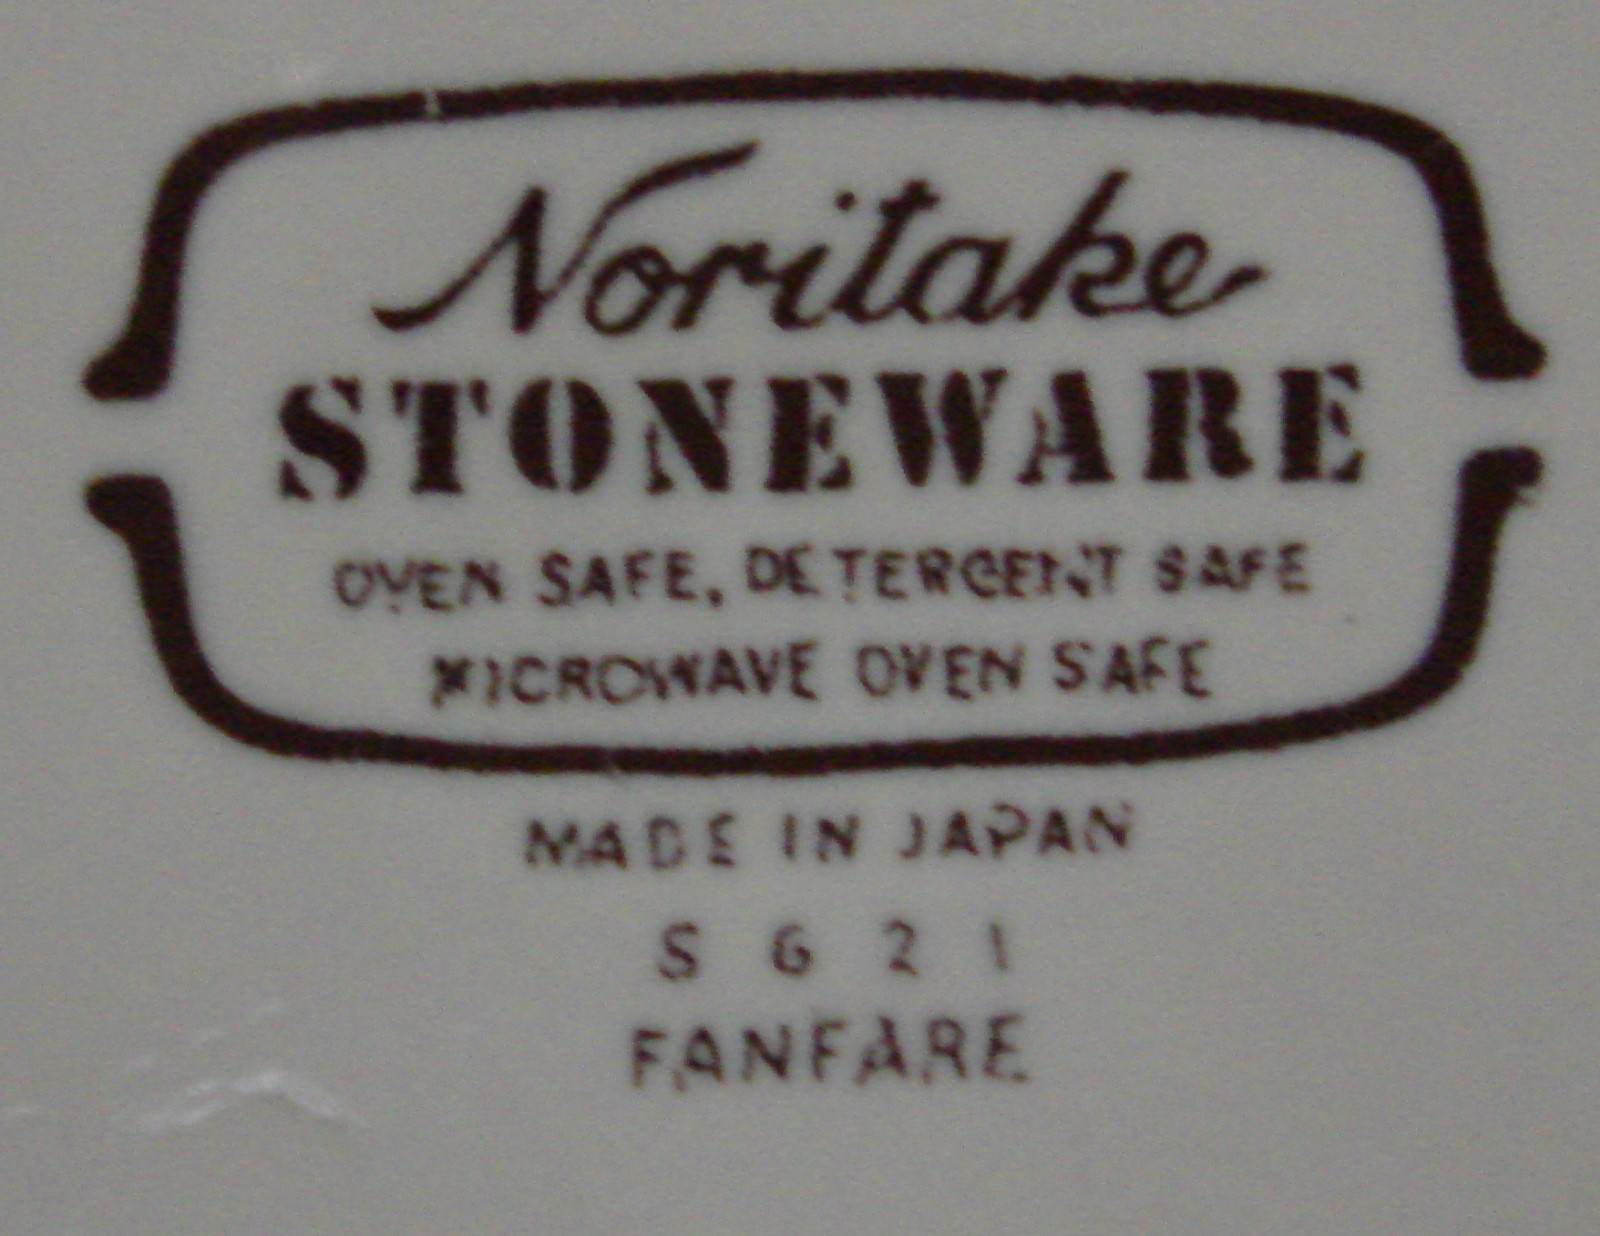 Noritake
STONEWARE
OVEN SAFE, DETERGENT SAFE
MICROWAVE OVEN SAFE
MADE IN JAPAN
S 6 2 1
FANFARE